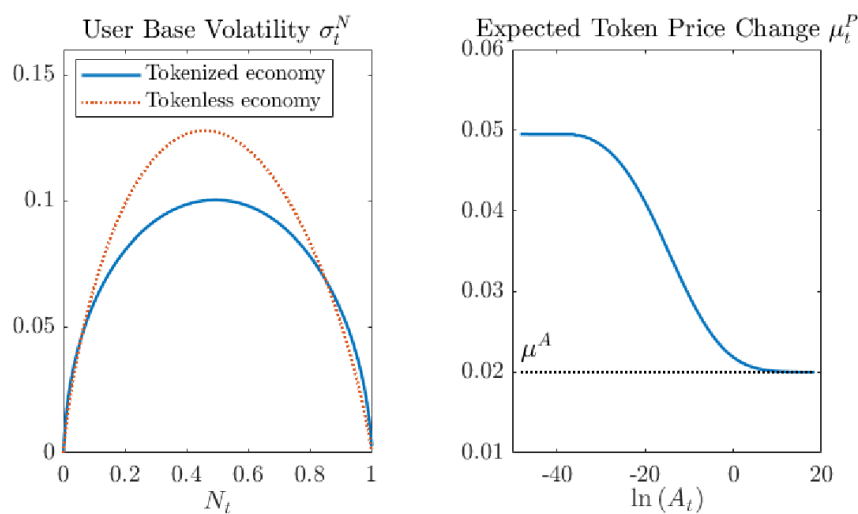 User Base Volatility σ_t^N
0.15
0.1
0.05
0
0 0.2 0.4 0.6 0.8 1
N_t
Tokenized economy
Tokenless economy
Expected Token Price Change μ_t^P
0.06
0.05
0.04
0.03
0.02
0.01
μ^A
-40 -20 0 20
ln (A_t)